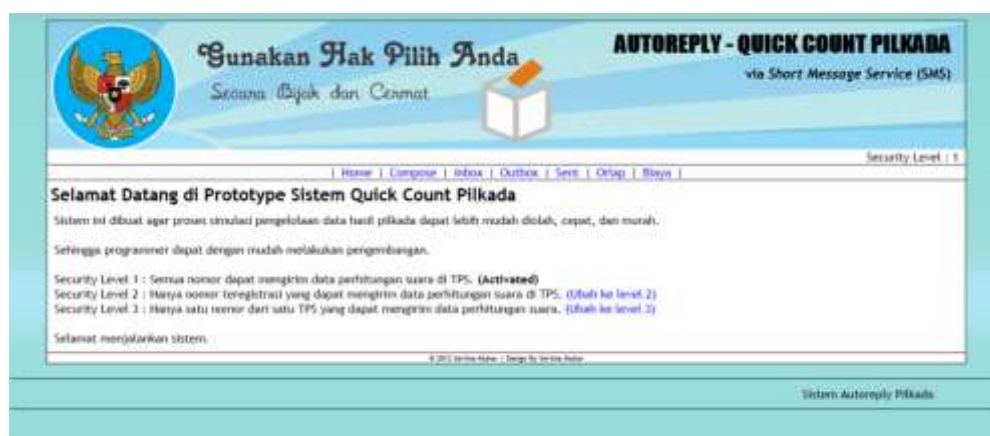 Gunakan Hak Pilih Anda
Secara Bijak dan Cermat
AUTOREPLY - QUICK COUNT PILKADA
via Short Message Service (SMS)
Security Level : 1
| Home | Compose | Inbox | Outbox | Sent | Orlap | Biaya |
Selamat Datang di Prototype Sistem Quick Count Pilkada
Sistem ini dibuat agar proses simulasi pengelolaan data hasil pilkada dapat lebih mudah diolah, cepat, dan murah.
Sehingga programmer dapat dengan mudah melakukan pengembangan.
Security Level 1 : Semua nomor dapat mengirim data perhitungan suara di TPS. (Activated)
Security Level 2 : Hanya nomor teregistrasi yang dapat mengirim data perhitungan suara di TPS. (Ubah ke level 2)
Security Level 3 : Hanya satu nomor dari satu TPS yang dapat mengirim data perhitungan suara. (Ubah ke level 3)
Selamat menjalankan sistem.
© 2012 | Design By
Sistem Autoreply Pilkada